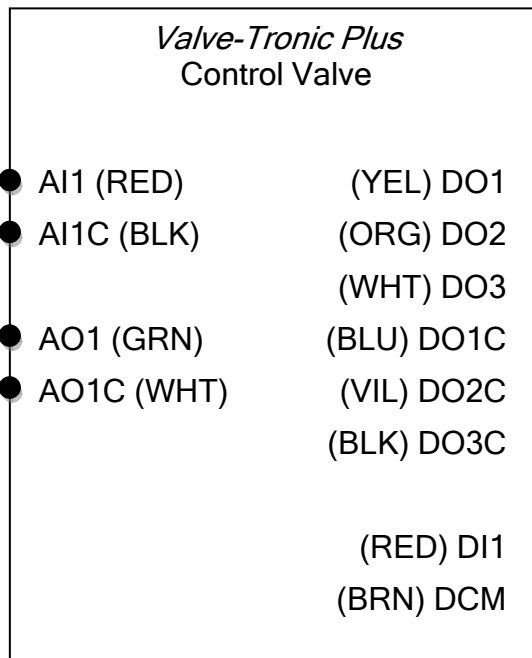 Valve-Tronic Plus
Control Valve
AI1 (RED) (YEL) DO1
AI1C (BLK) (ORG) DO2
(WHT) DO3
AO1 (GRN) (BLU) DO1C
AO1C (WHT) (VIL) DO2C
(BLK) DO3C
(RED) DI1
(BRN) DCM